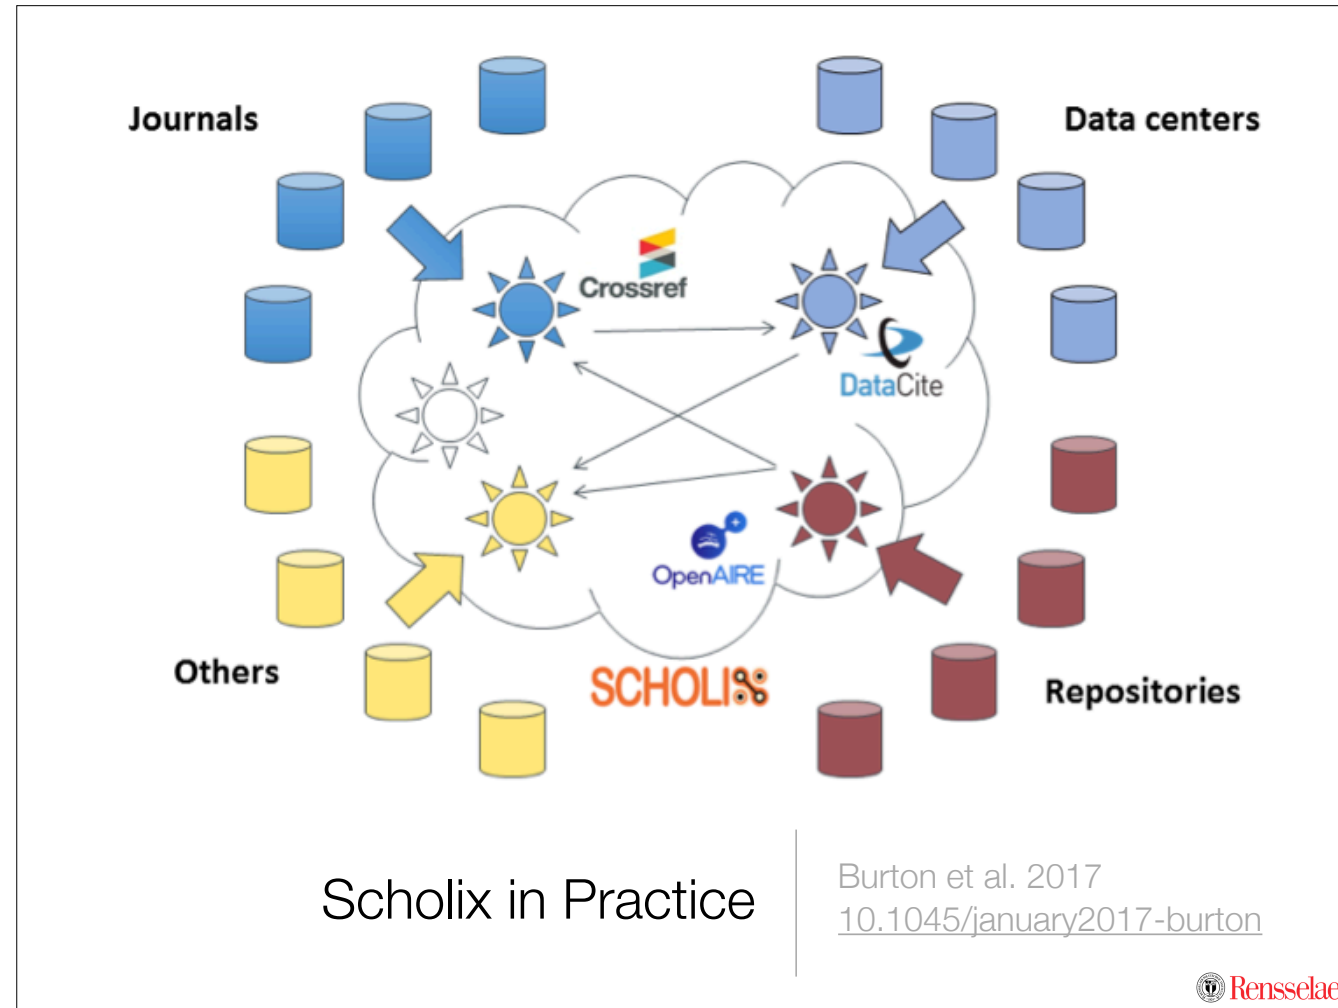 Journals
Data centers
Crossref
DataCite
OpenAIRE
Others
SCHOLIX
Repositories
Scholix in Practice
Burton et al. 2017
10.1045/january2017-burton
Rensselae